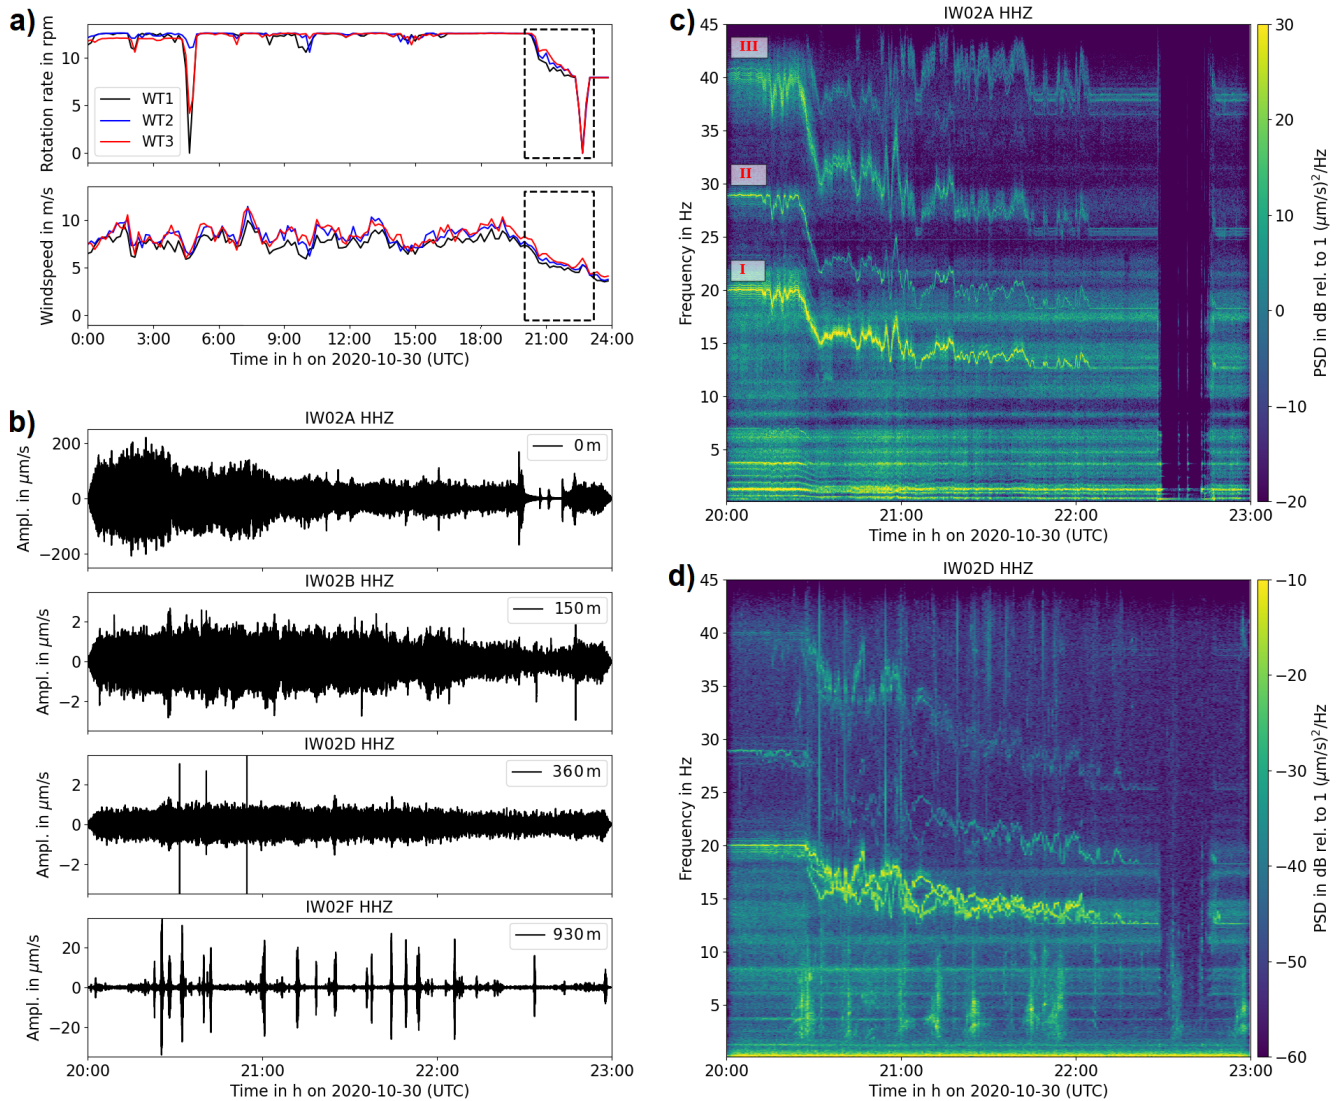 a)
Rotation rate in rpm
10
5
0
WT1
WT2
WT3
Windspeed in m/s
10
5
0
0:00 3:00 6:00 9:00 12:00 15:00 18:00 21:00 24:00
Time in h on 2020-10-30 (UTC)
b)
IW02A HHZ
Ampl. in μm/s
200
0
−200
0 m
IW02B HHZ
Ampl. in μm/s
2
0
−2
150 m
IW02D HHZ
Ampl. in μm/s
2
0
−2
360 m
IW02F HHZ
Ampl. in μm/s
20
0
−20
930 m
20:00 21:00 22:00 23:00
Time in h on 2020-10-30 (UTC)
c)
IW02A HHZ
Frequency in Hz
45
40
35
30
25
20
15
10
5
III
II
I
20:00 21:00 22:00 23:00
Time in h on 2020-10-30 (UTC)
30
20
10
0
−10
−20
PSD in dB rel. to 1 (μm/s)²/Hz
d)
IW02D HHZ
Frequency in Hz
45
40
35
30
25
20
15
10
5
20:00 21:00 22:00 23:00
Time in h on 2020-10-30 (UTC)
−10
−20
−30
−40
−50
−60
PSD in dB rel. to 1 (μm/s)²/Hz